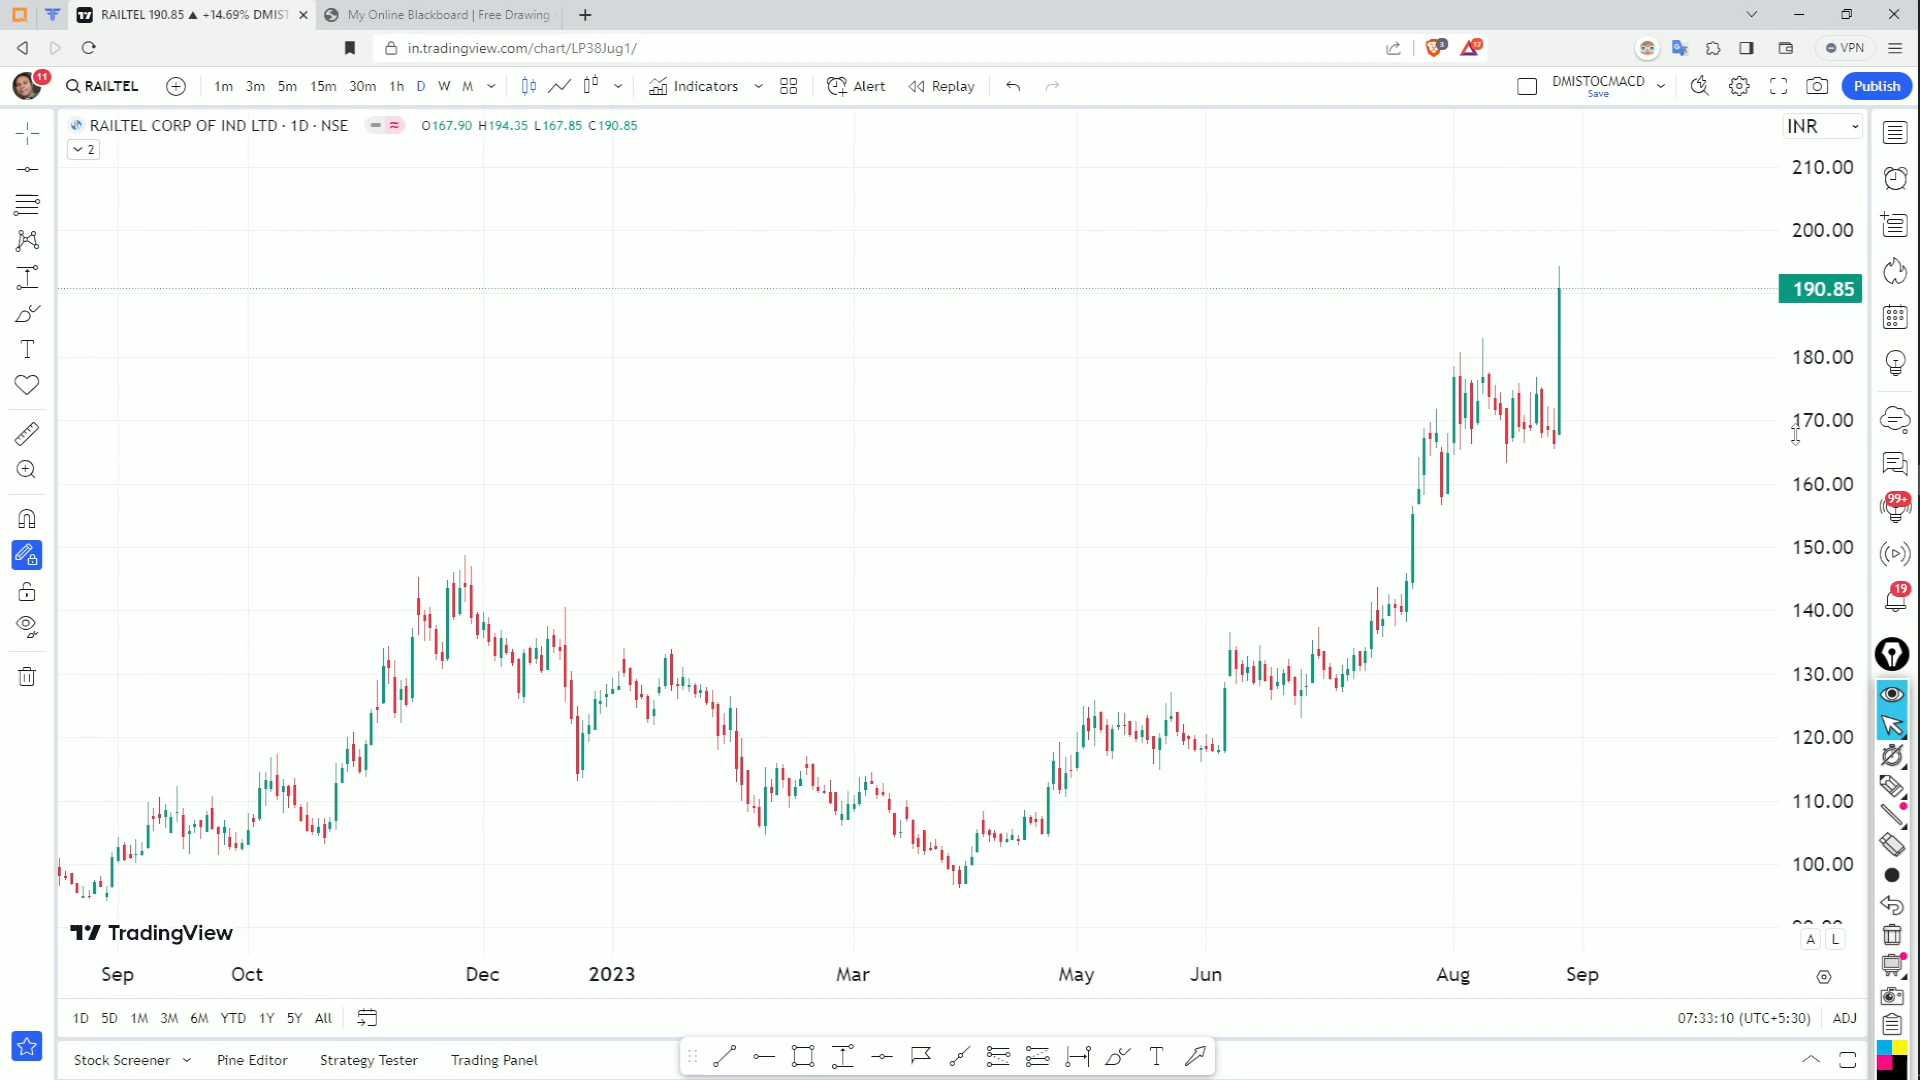 RAILTEL 190.85 ▲ +14.69% DMIST
My Online Blackboard | Free Drawing
in.tradingview.com/chart/LP38Jug1/
3
17
VPN
11
RAILTEL
1m 3m 5m 15m 30m 1h D W M
Indicators
Alert
Replay
DMISTOCMACD
Save
Publish
RAILTEL CORP OF IND LTD · 1D · NSE
O167.90 H194.35 L167.85 C190.85
2
INR
210.00
200.00
190.85
180.00
170.00
160.00
150.00
140.00
130.00
120.00
110.00
100.00
99+
19
TradingView
A L
Sep Oct Dec 2023 Mar May Jun Aug Sep
1D 5D 1M 3M 6M YTD 1Y 5Y All
07:33:10 (UTC+5:30) ADJ
Stock Screener Pine Editor Strategy Tester Trading Panel